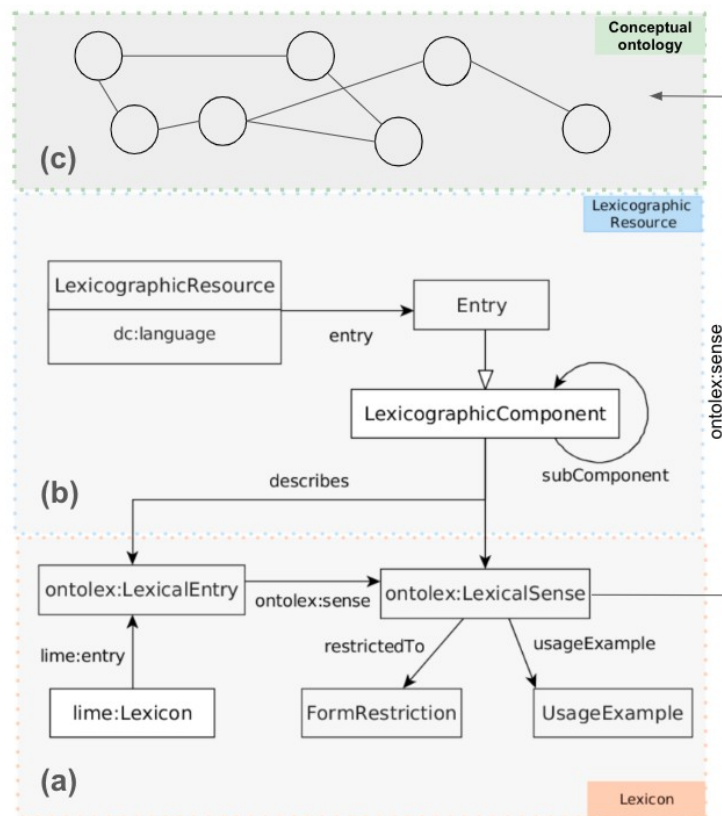 Conceptual
ontology
(c)
Lexicographic
Resource
LexicographicResource
dc:language
entry
Entry
LexicographicComponent
subComponent
ontolex:sense
describes
(b)
ontolex:LexicalEntry
ontolex:sense
ontolex:LexicalSense
lime:entry
restrictedTo
usageExample
lime:Lexicon
FormRestriction
UsageExample
(a)
Lexicon